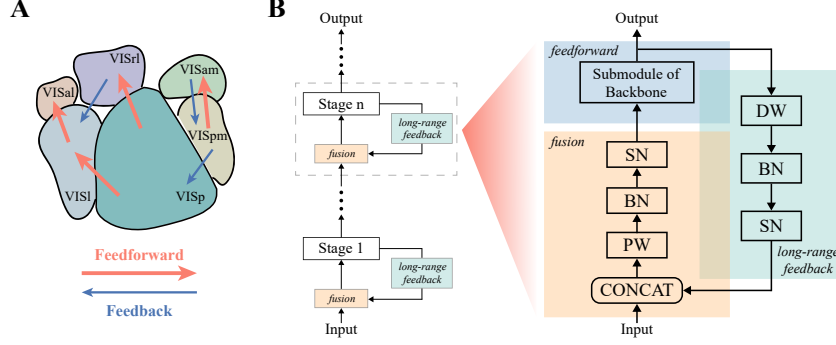 A
VISrl
VISam
VISal
VISpm
VISl
VISp
Feedforward
Feedback
B
Output
Stage n
long-range
feedback
fusion
Stage 1
long-range
feedback
fusion
Input
Output
feedforward
Submodule of
Backbone
DW
fusion
SN
BN
BN
PW
SN
long-range
feedback
CONCAT
Input